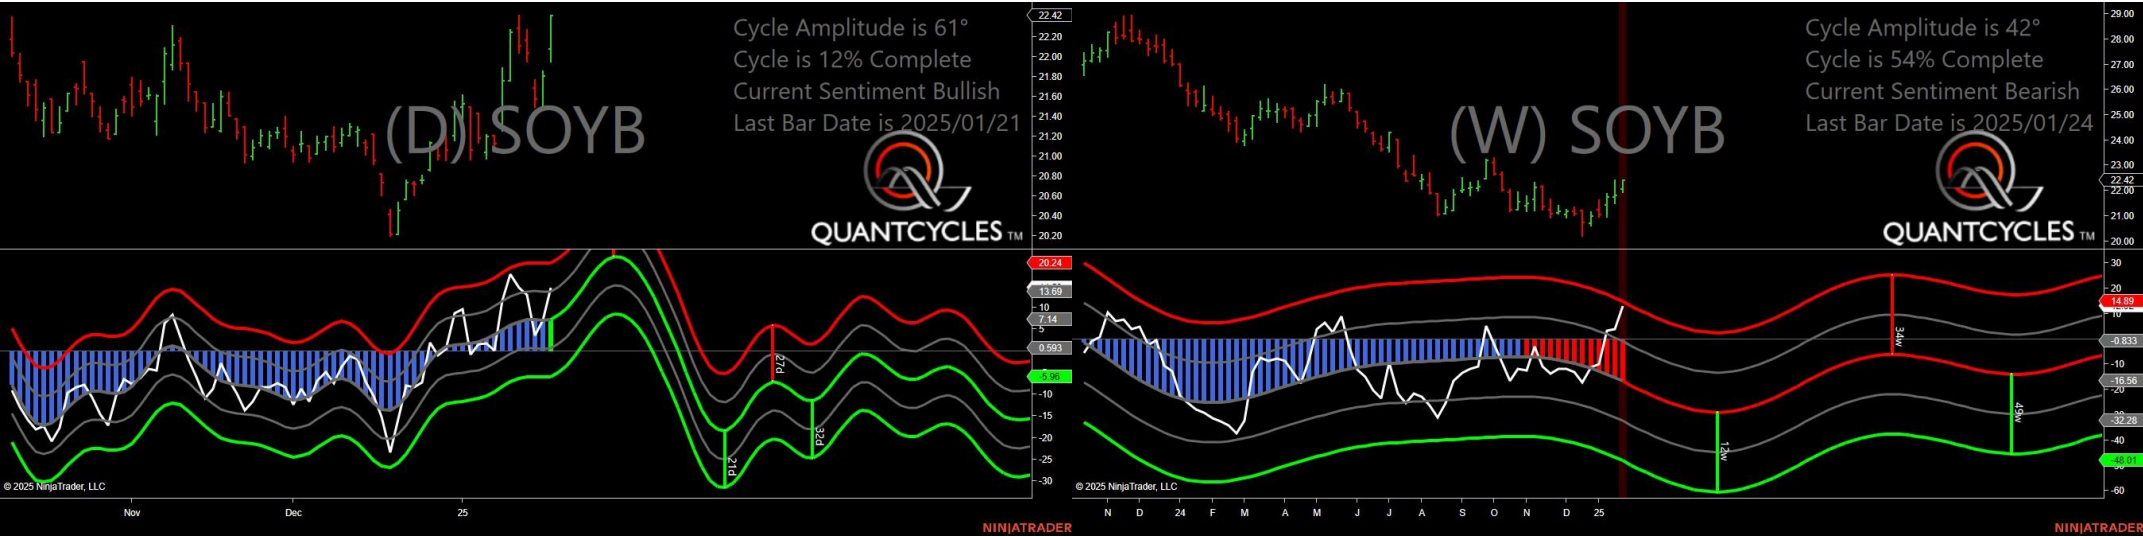 Cycle Amplitude is 61°
Cycle is 12% Complete
Current Sentiment Bullish
Last Bar Date is 2025/01/21
(D) SOYB
QUANTCYCLES TM
22.42
22.20
22.00
21.80
21.60
21.40
21.20
21.00
20.80
20.60
20.40
20.20
20.24
13.69
10
7.14
5
0.593
-5.96
-10
-15
-20
-25
-30
27d
32d
21d
© 2025 NinjaTrader, LLC
Nov
Dec
25
NINJATRADER
Cycle Amplitude is 42°
Cycle is 54% Complete
Current Sentiment Bearish
Last Bar Date is 2025/01/24
(W) SOYB
QUANTCYCLES TM
29.00
28.00
27.00
26.00
25.00
24.00
23.00
22.42
22.00
21.00
20.00
30
20
14.89
10
-0.833
-10
-16.56
-32.28
-40
-48.01
-60
34w
49w
12w
© 2025 NinjaTrader, LLC
N D 24 F M A M J J A S O N D 25
NINJATRADER